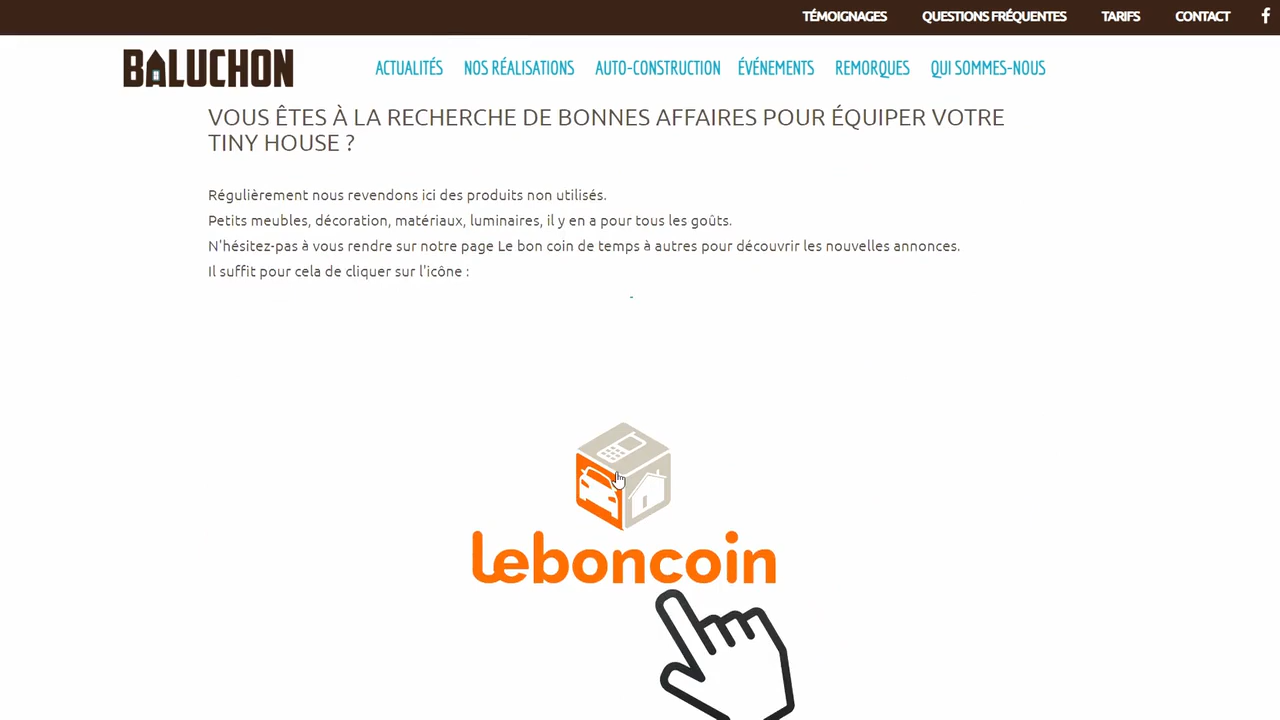 TÉMOIGNAGES QUESTIONS FRÉQUENTES TARIFS CONTACT
BALUCHON
ACTUALITÉS NOS RÉALISATIONS AUTO-CONSTRUCTION ÉVÉNEMENTS REMORQUES QUI SOMMES-NOUS
VOUS ÊTES À LA RECHERCHE DE BONNES AFFAIRES POUR ÉQUIPER VOTRE
TINY HOUSE ?
Régulièrement nous revendons ici des produits non utilisés.
Petits meubles, décoration, matériaux, luminaires, il y en a pour tous les goûts.
N'hésitez-pas à vous rendre sur notre page Le bon coin de temps à autres pour découvrir les nouvelles annonces.
Il suffit pour cela de cliquer sur l'icône :
leboncoin